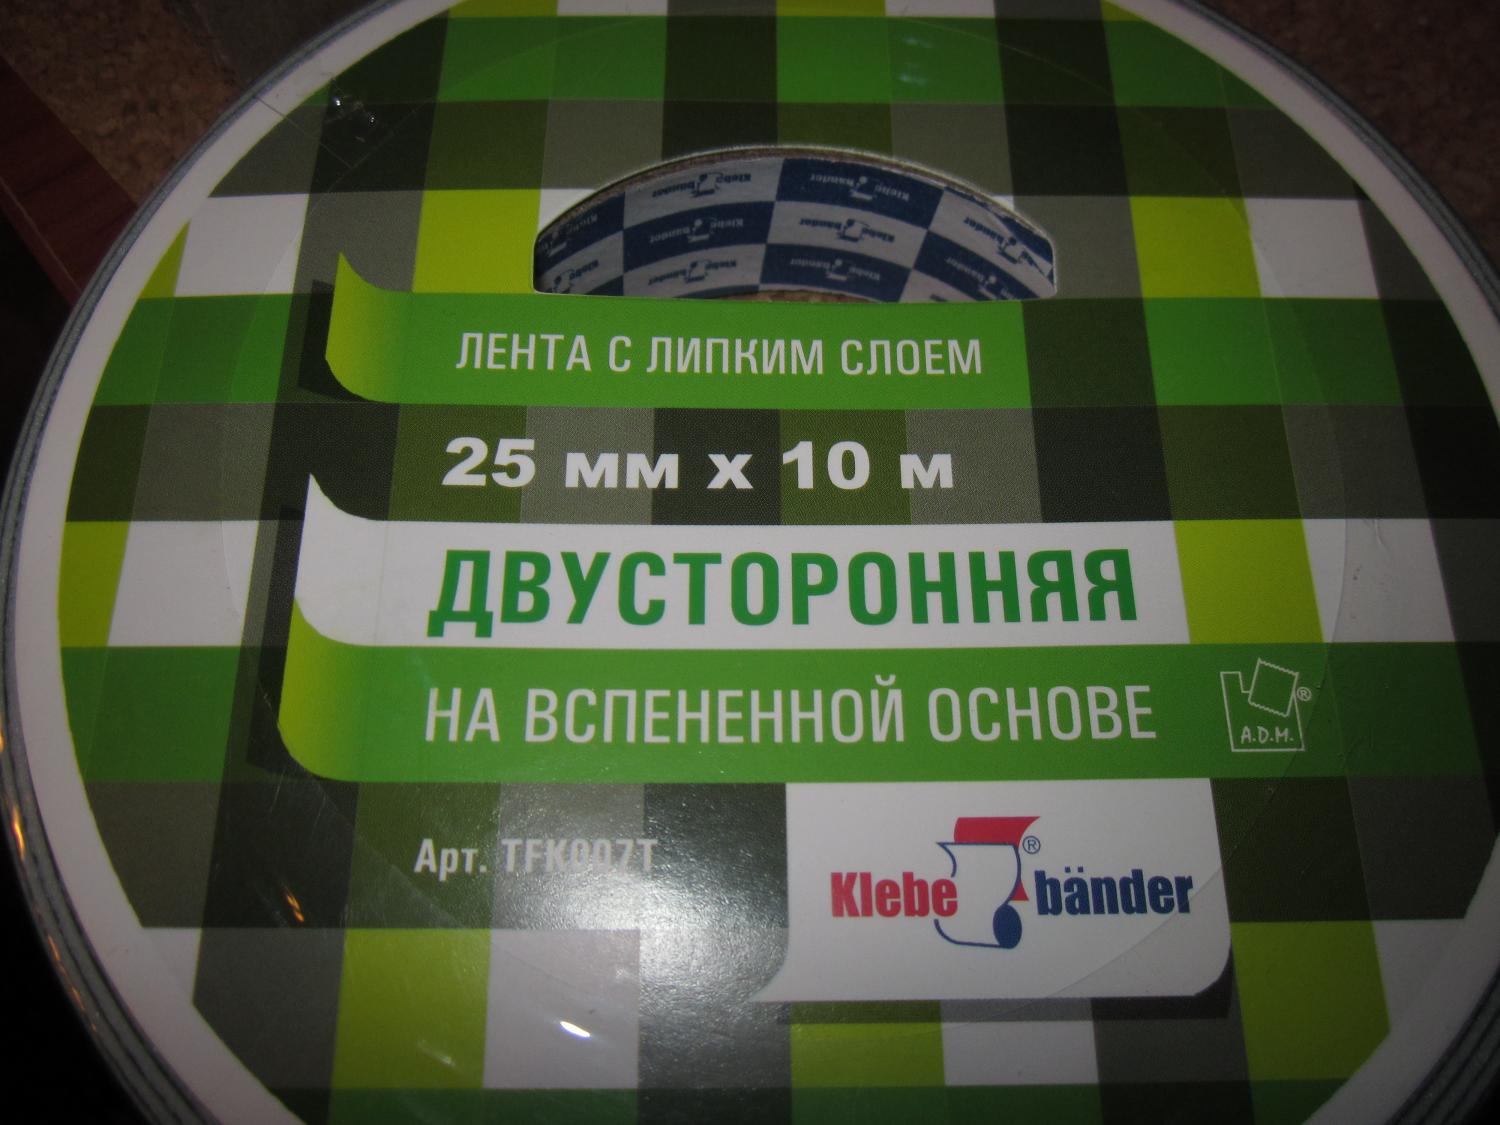 ЛЕНТА С ЛИПКИМ СЛОЕМ
25 мм x 10 м
ДВУСТОРОННЯЯ
НА ВСПЕНЕННОЙ ОСНОВЕ
A.D.M. ®
Арт. TFK007T
Klebe bänder ®